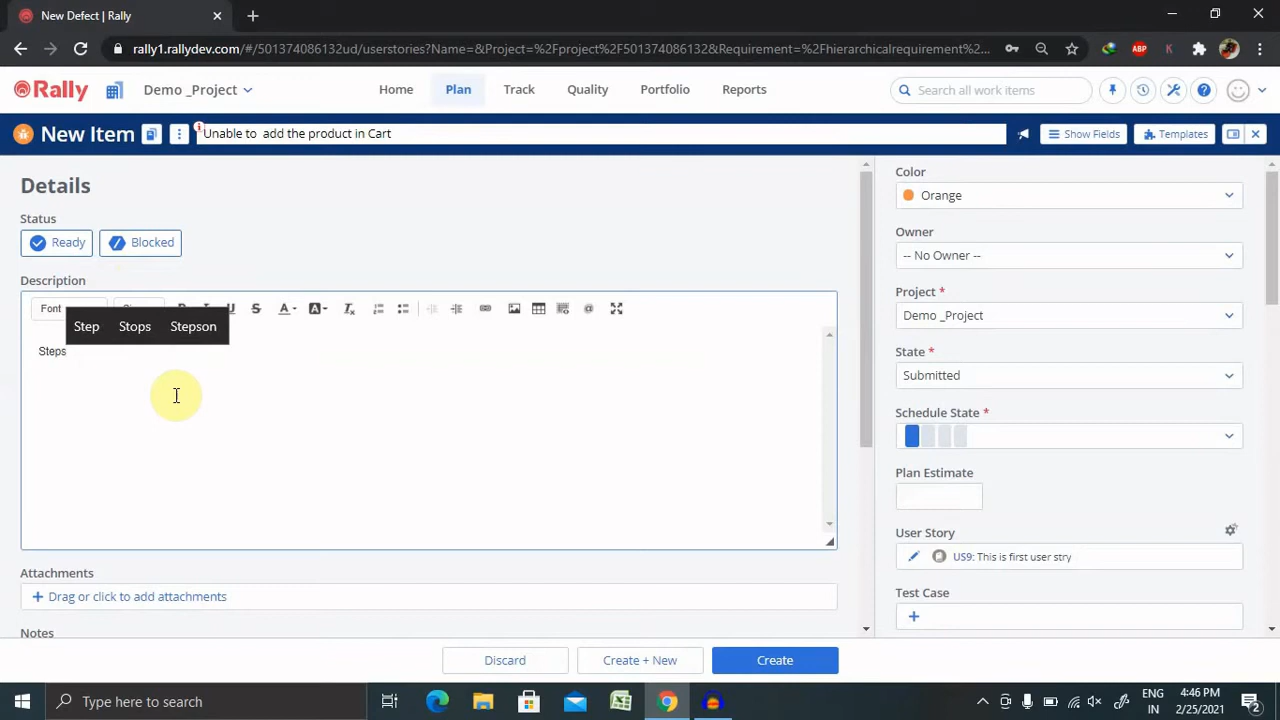 New Defect | Rally
rally1.rallydev.com/#/501374086132ud/userstories?Name=&Project=%2Fproject%2F501374086132&Requirement=%2Fhierarchicalrequirement%2...
ABP
K
Rally
Demo _Project
Home
Plan
Track
Quality
Portfolio
Reports
Search all work items
New Item
Unable to  add the product in Cart
Show Fields
Templates
Details
Status
Ready
Blocked
Description
Font
Step Stops Stepson
Steps
Attachments
+ Drag or click to add attachments
Notes
Color
Orange
Owner
-- No Owner --
Project *
Demo _Project
State *
Submitted
Schedule State *
Plan Estimate
User Story
US9: This is first user stry
Test Case
+
Discard
Create + New
Create
Type here to search
ENG
IN
4:46 PM
2/25/2021
2